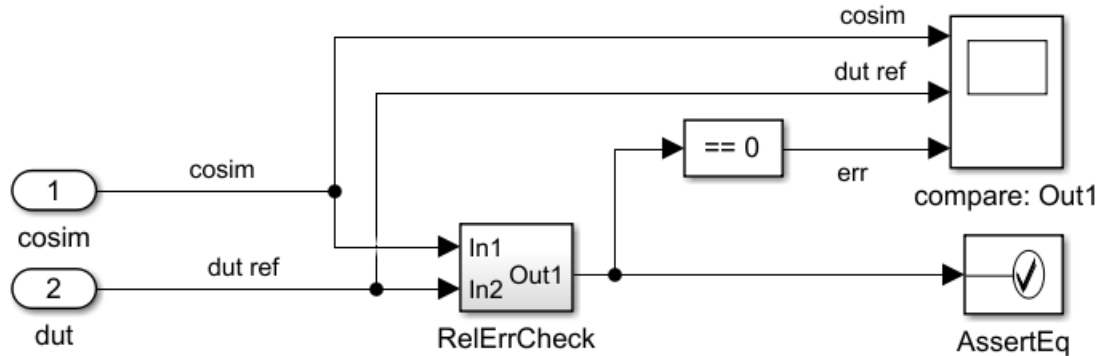 cosim
dut ref
== 0
err
compare: Out1
cosim
1
cosim
dut ref
2
dut
In1
In2
Out1
RelErrCheck
AssertEq